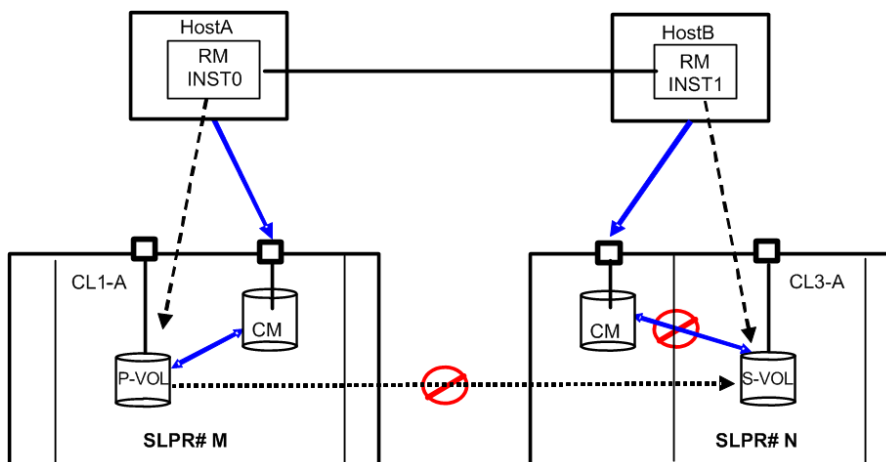 HostA
RM
INST0
HostB
RM
INST1
CL1-A
CM
P-VOL
SLPR# M
CL3-A
CM
S-VOL
SLPR# N